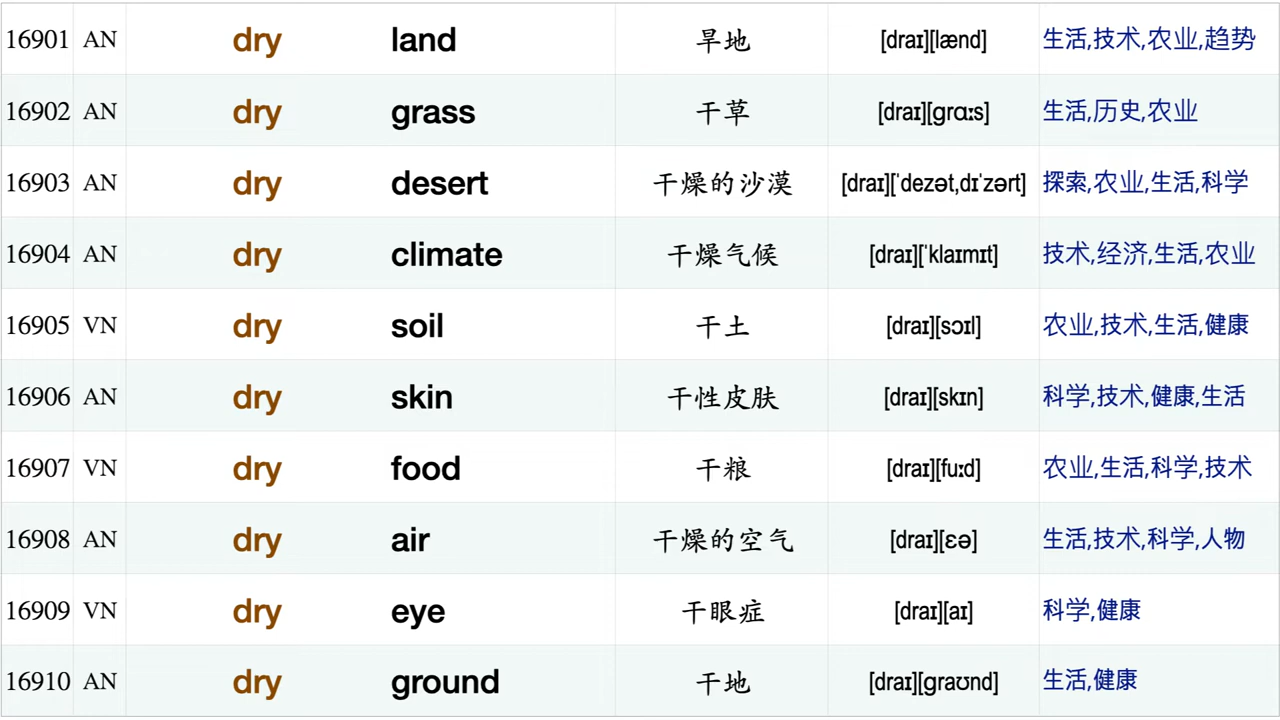 16901 AN dry land 旱地 [draɪ][lænd] 生活,技术,农业,趋势
16902 AN dry grass 干草 [draɪ][grɑːs] 生活,历史,农业
16903 AN dry desert 干燥的沙漠 [draɪ][ˈdezət,dɪˈzərt] 探索,农业,生活,科学
16904 AN dry climate 干燥气候 [draɪ][ˈklaɪmɪt] 技术,经济,生活,农业
16905 VN dry soil 干土 [draɪ][sɔɪl] 农业,技术,生活,健康
16906 AN dry skin 干性皮肤 [draɪ][skɪn] 科学,技术,健康,生活
16907 VN dry food 干粮 [draɪ][fuːd] 农业,生活,科学,技术
16908 AN dry air 干燥的空气 [draɪ][ɛə] 生活,技术,科学,人物
16909 VN dry eye 干眼症 [draɪ][aɪ] 科学,健康
16910 AN dry ground 干地 [draɪ][graʊnd] 生活,健康